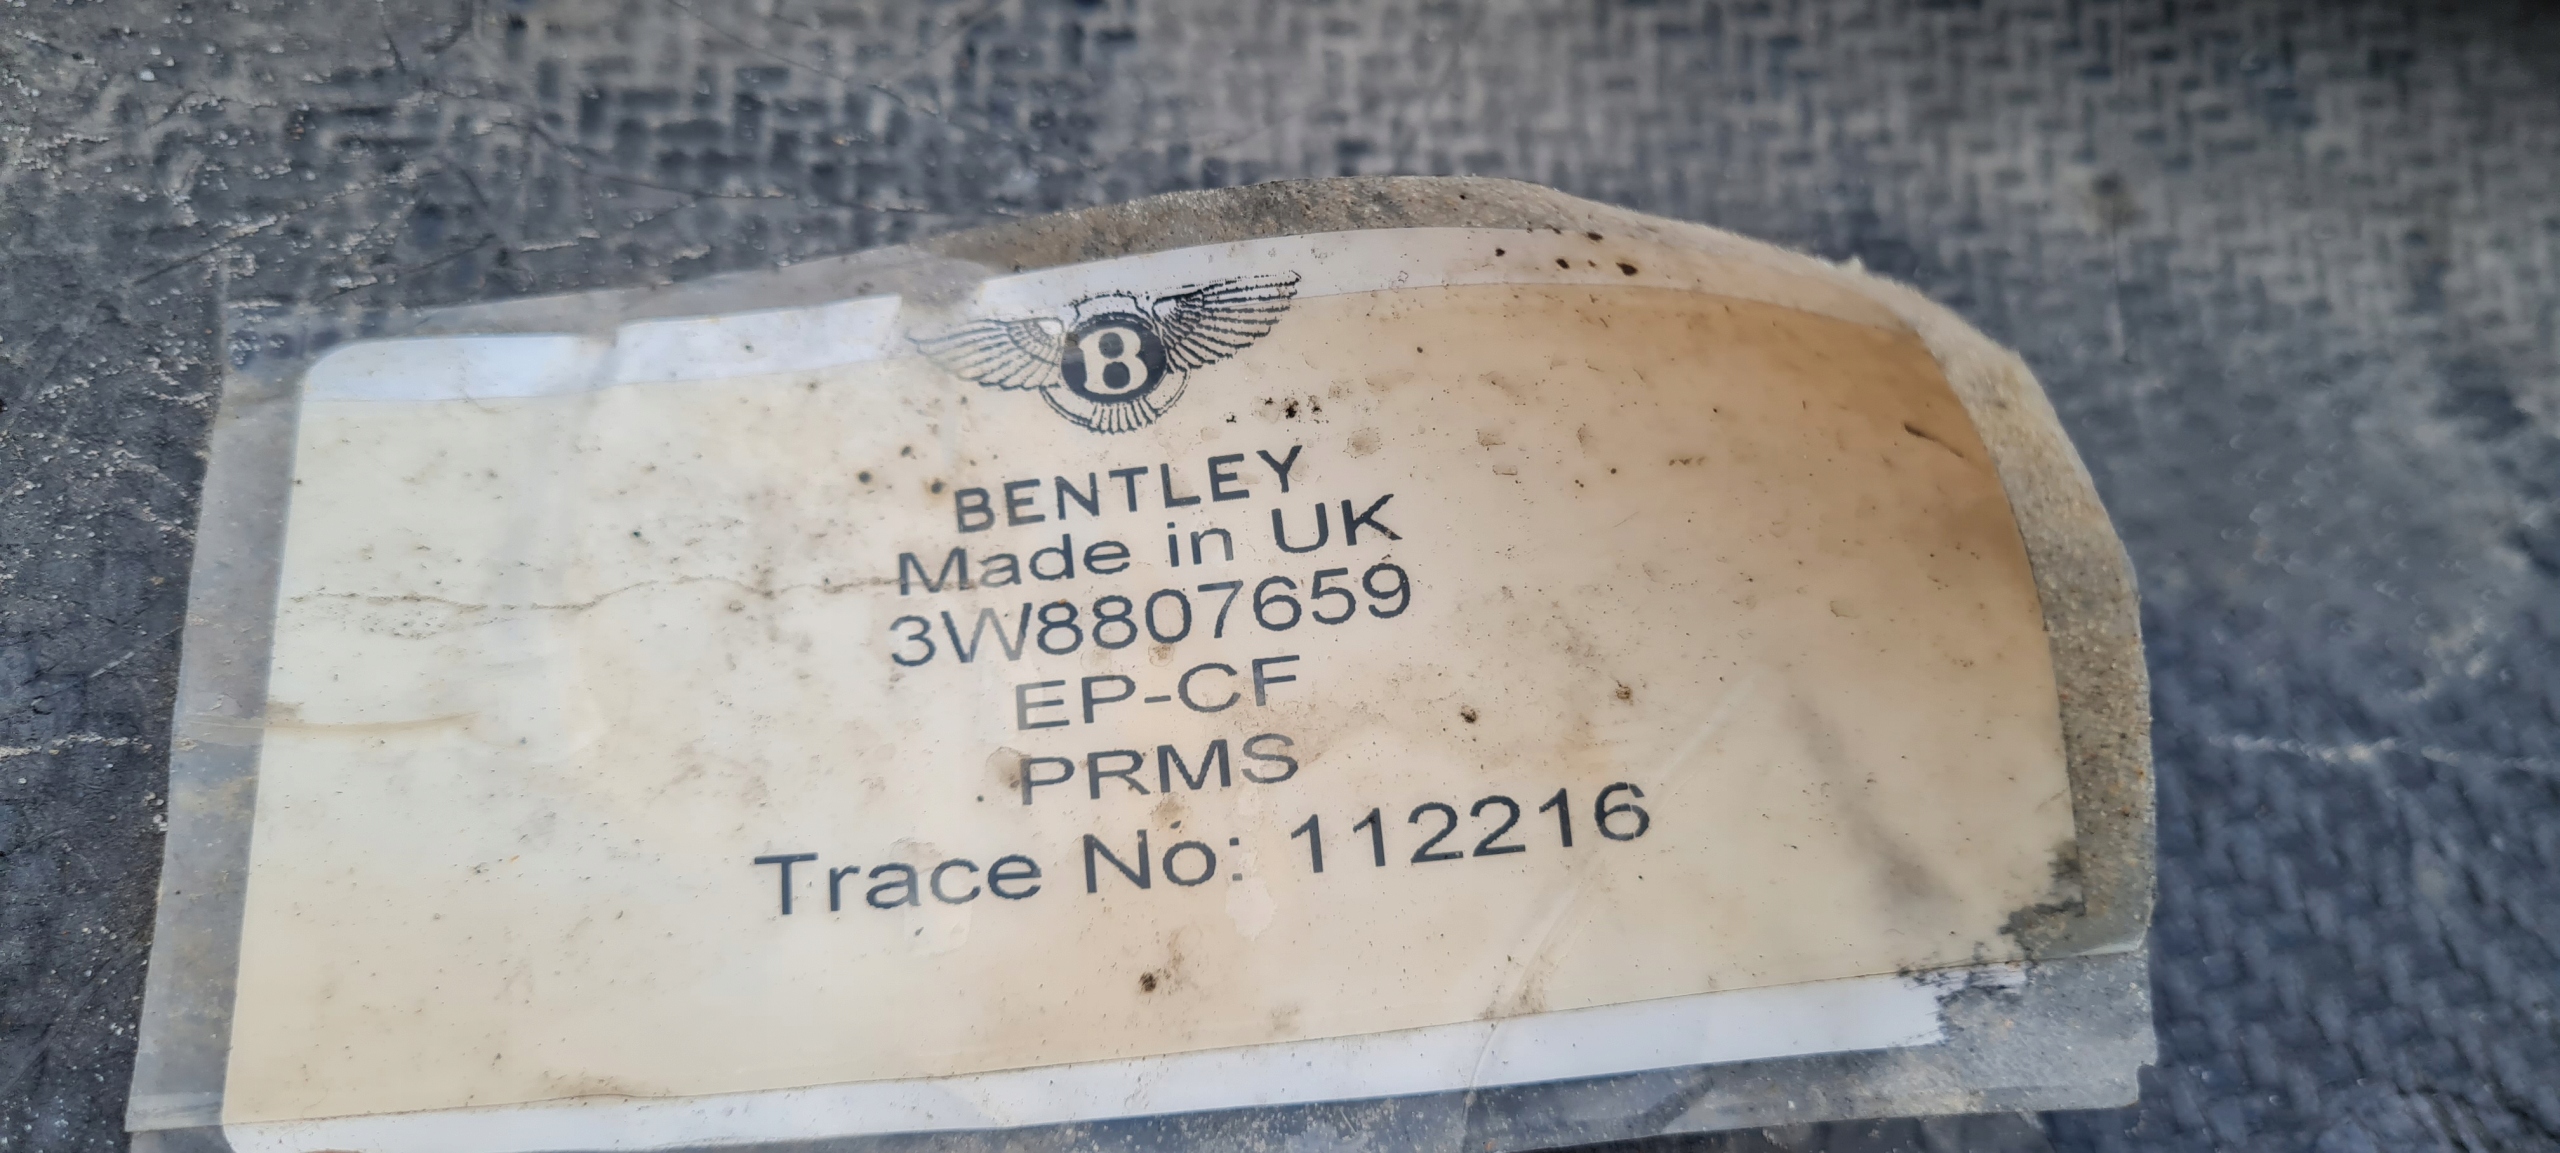 B
BENTLEY
Made in UK
3W8807659
EP-CF
PRMS
Trace No: 112216